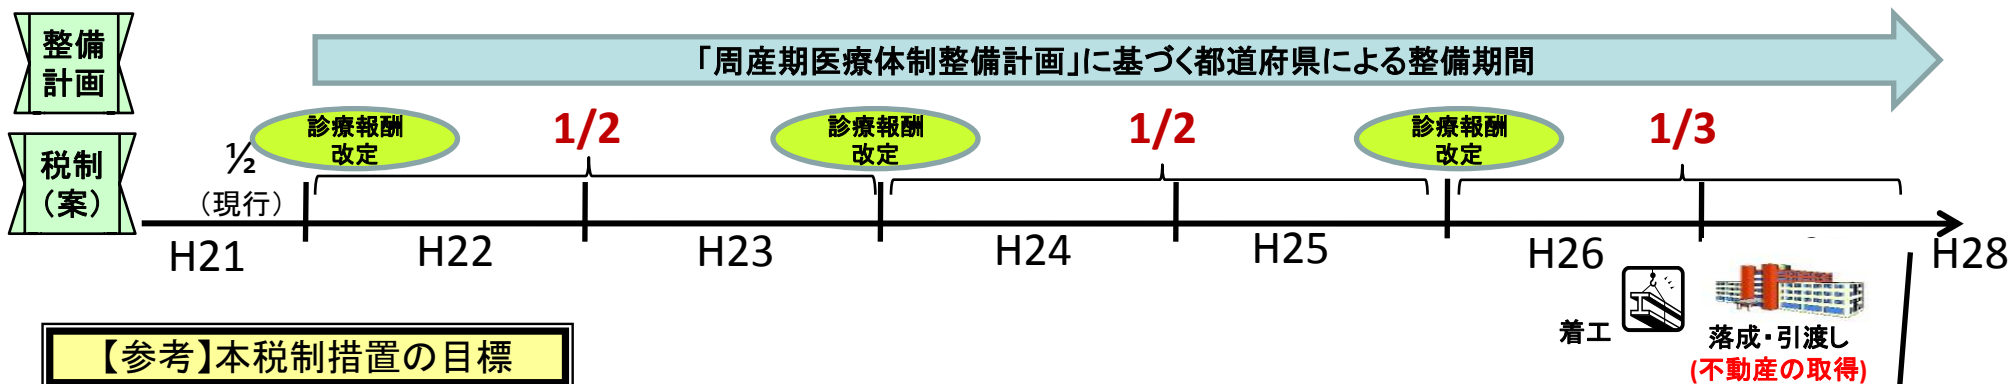 整備
計画
「周産期医療体制整備計画」に基づく都道府県による整備期間
税制
（案）
½
（現行）
診療報酬
改定
1/2
診療報酬
改定
1/2
診療報酬
改定
1/3
H21
H22
H23
H24
H25
H26
H28
着工
落成・引渡し
(不動産の取得)
【参考】本税制措置の目標